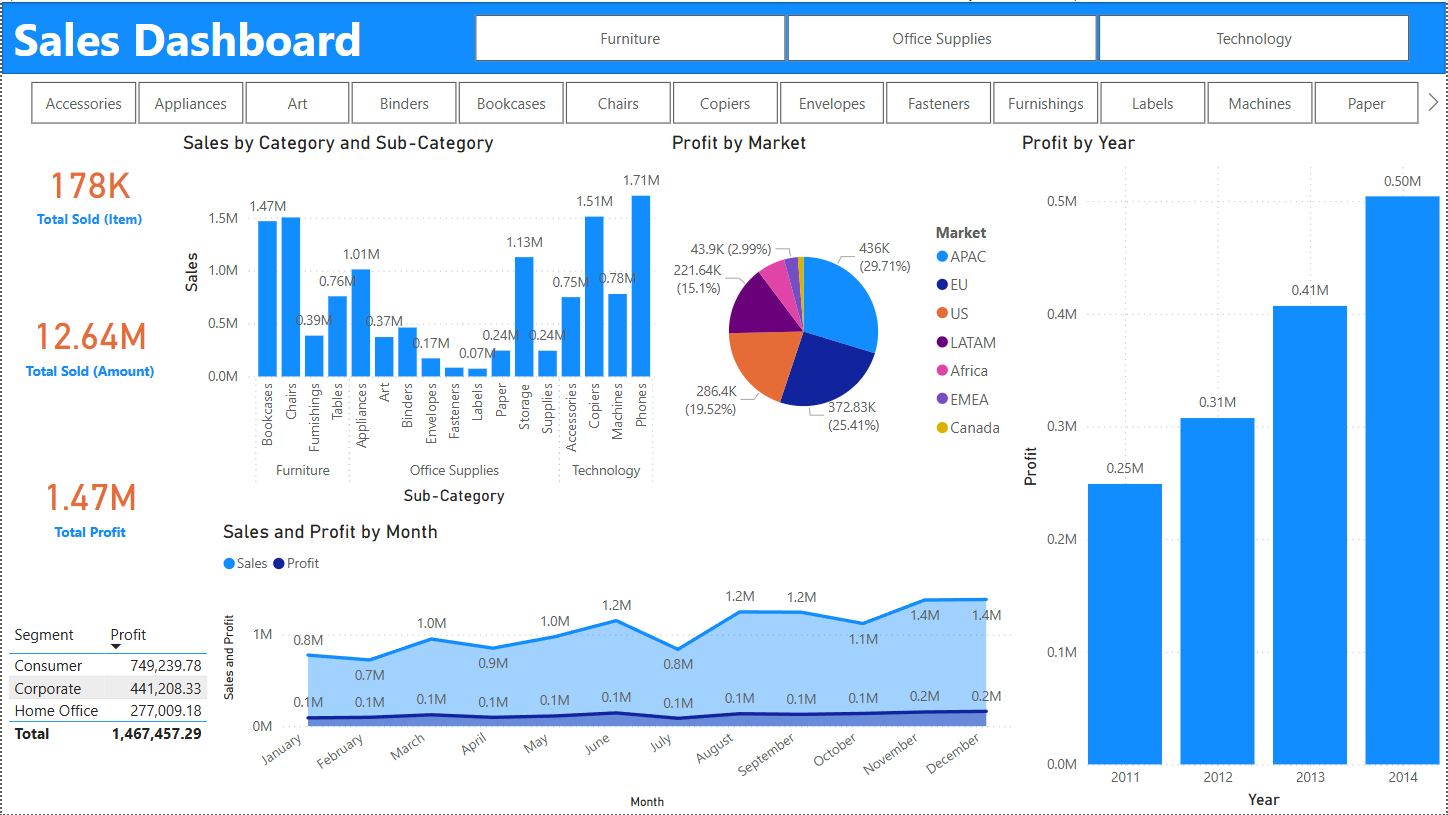 Sales Dashboard
Furniture
Office Supplies
Technology
Accessories
Appliances
Art
Binders
Bookcases
Chairs
Copiers
Envelopes
Fasteners
Furnishings
Labels
Machines
Paper
178K
Total Sold (Item)
12.64M
Total Sold (Amount)
1.47M
Total Profit
Segment Profit
Consumer 749,239.78
Corporate 441,208.33
Home Office 277,009.18
Total 1,467,457.29
Sales by Category and Sub-Category
Sales
1.5M
1.0M
0.5M
0.0M
1.47M
0.39M
0.76M
1.01M
0.37M
0.17M
0.07M
0.24M
1.13M
0.24M
0.75M
1.51M
0.78M
1.71M
Bookcases
Chairs
Furnishings
Tables
Appliances
Art
Binders
Envelopes
Fasteners
Labels
Paper
Storage
Supplies
Accessories
Copiers
Machines
Phones
Furniture
Office Supplies
Technology
Sub-Category
Profit by Market
43.9K (2.99%)
221.64K
(15.1%)
286.4K
(19.52%)
436K
(29.71%)
372.83K
(25.41%)
Market
APAC
EU
US
LATAM
Africa
EMEA
Canada
Sales and Profit by Month
Sales Profit
Sales and Profit
1M
0M
0.8M
0.7M
1.0M
0.9M
1.0M
1.2M
0.8M
1.2M
1.2M
1.1M
1.4M
1.4M
0.1M
0.1M
0.1M
0.1M
0.1M
0.1M
0.1M
0.1M
0.1M
0.1M
0.2M
0.2M
January
February
March
April
May
June
July
August
September
October
November
December
Month
Profit by Year
Profit
0.5M
0.4M
0.3M
0.2M
0.1M
0.0M
0.25M
0.31M
0.41M
0.50M
2011
2012
2013
2014
Year